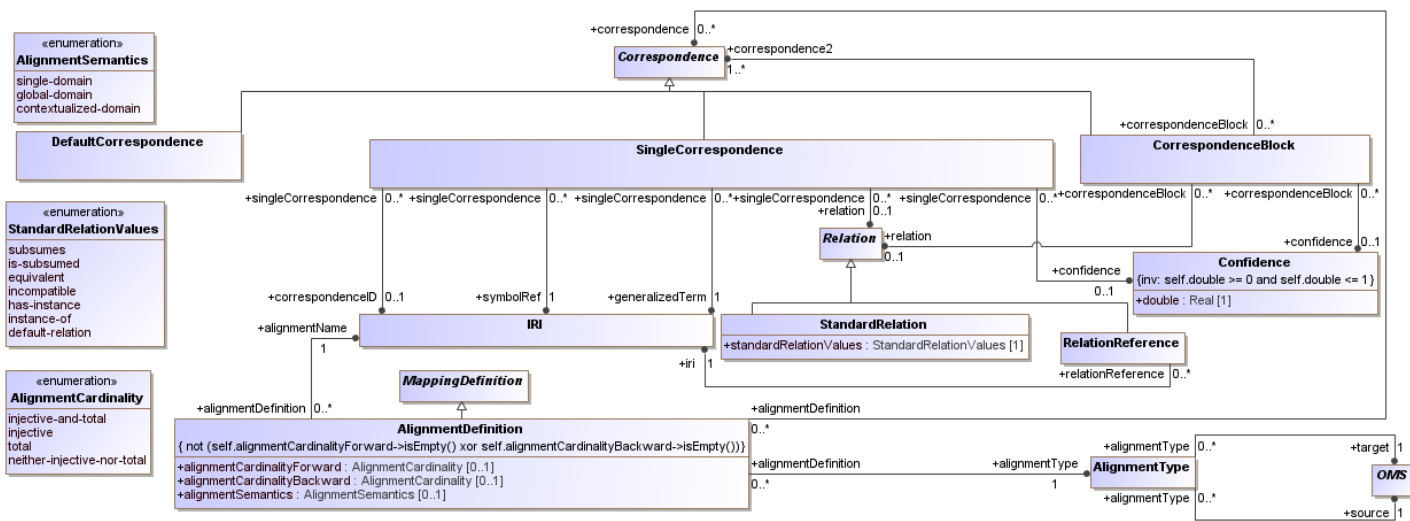 +correspondence 0..*
Correspondence
+correspondence2
1..*
«enumeration»
AlignmentSemantics
single-domain
global-domain
contextualized-domain
+correspondenceBlock 0..*
DefaultCorrespondence
SingleCorrespondence
CorrespondenceBlock
+singleCorrespondence 0..*
+singleCorrespondence 0..*
+singleCorrespondence 0..*
+singleCorrespondence 0..*
+singleCorrespondence 0..*
+correspondenceBlock 0..*
+correspondenceBlock 0..*
«enumeration»
StandardRelationValues
subsumes
is-subsumed
equivalent
incompatible
has-instance
instance-of
default-relation
+relation 0..1
Relation
+relation
0..1
+confidence 0..1
Confidence
{inv: self.double >= 0 and self.double <= 1}
+double : Real [1]
+confidence
0..1
+correspondenceID 0..1
+symbolRef 1
+generalizedTerm 1
IRI
+alignmentName
1
StandardRelation
+standardRelationValues : StandardRelationValues [1]
RelationReference
+relationReference 0..*
+iri 1
«enumeration»
AlignmentCardinality
injective-and-total
injective
total
neither-injective-nor-total
MappingDefinition
+alignmentDefinition 0..*
+alignmentDefinition
0..*
AlignmentDefinition
{ not (self.alignmentCardinalityForward->isEmpty() xor self.alignmentCardinalityBackward->isEmpty())}
+alignmentCardinalityForward : AlignmentCardinality [0..1]
+alignmentCardinalityBackward : AlignmentCardinality [0..1]
+alignmentSemantics : AlignmentSemantics [0..1]
+alignmentDefinition
0..*
+alignmentType
1
+alignmentType 0..*
AlignmentType
+alignmentType 0..*
+target 1
OMS
+source 1